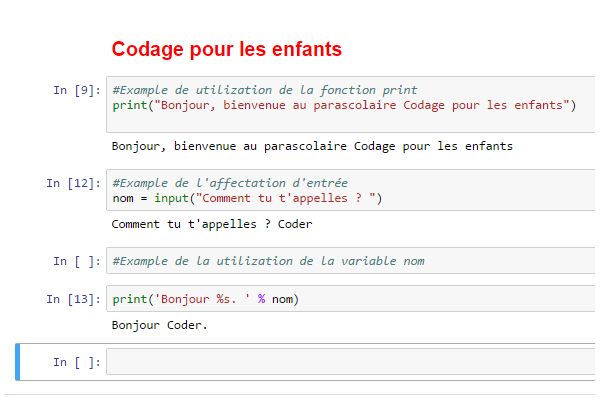 Codage pour les enfants
In [9]: #Example de utilization de la fonction print
print("Bonjour, bienvenue au parascolaire Codage pour les enfants")
Bonjour, bienvenue au parascolaire Codage pour les enfants
In [12]: #Example de l'affectation d'entrée
nom = input("Comment tu t'appelles ? ")
Comment tu t'appelles ? Coder
In [ ]: #Example de la utilization de la variable nom
In [13]: print('Bonjour %s. ' % nom)
Bonjour Coder.
In [ ]: